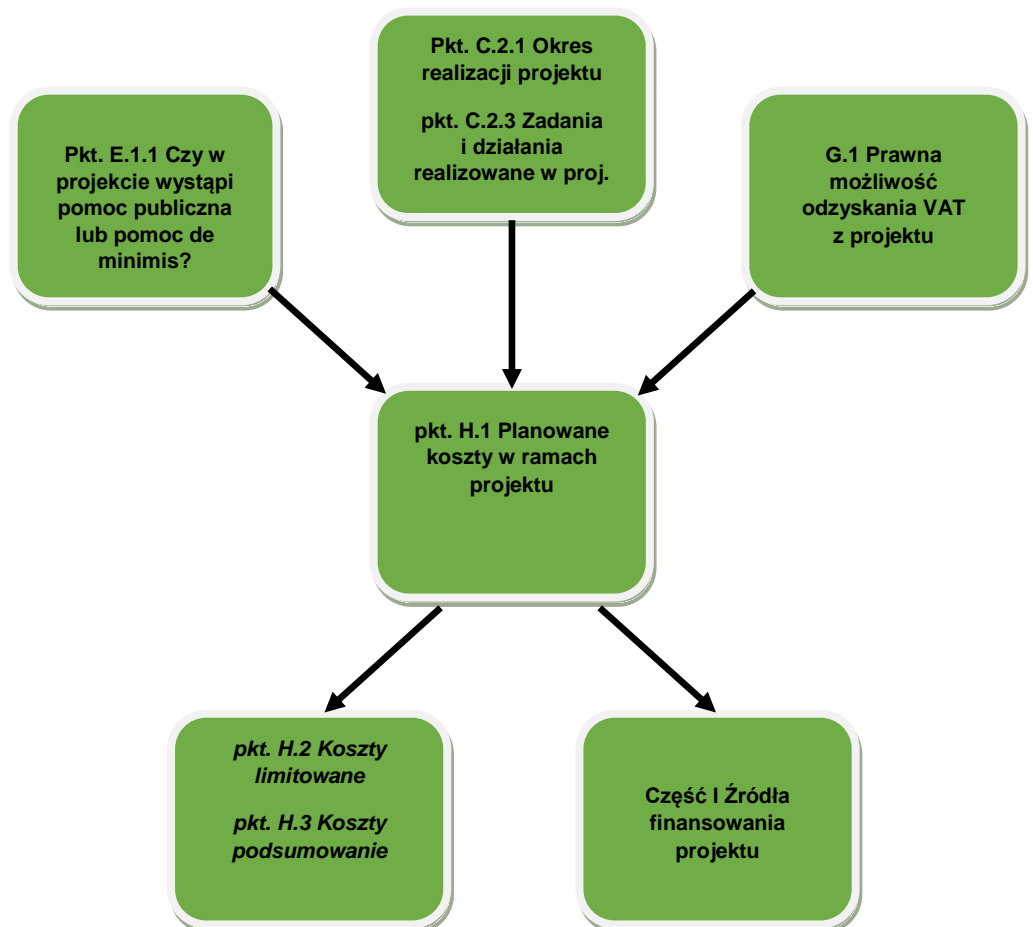 Pkt. E.1.1 Czy w
projekcie wystąpi
pomoc publiczna
lub pomoc de
minimis?
Pkt. C.2.1 Okres
realizacji projektu
pkt. C.2.3 Zadania
i działania
realizowane w proj.
G.1 Prawna
możliwość
odzyskania VAT
z projektu
pkt. H.1 Planowane
koszty w ramach
projektu
pkt. H.2 Koszty
limitowane
pkt. H.3 Koszty
podsumowanie
Część I Źródła
finansowania
projektu